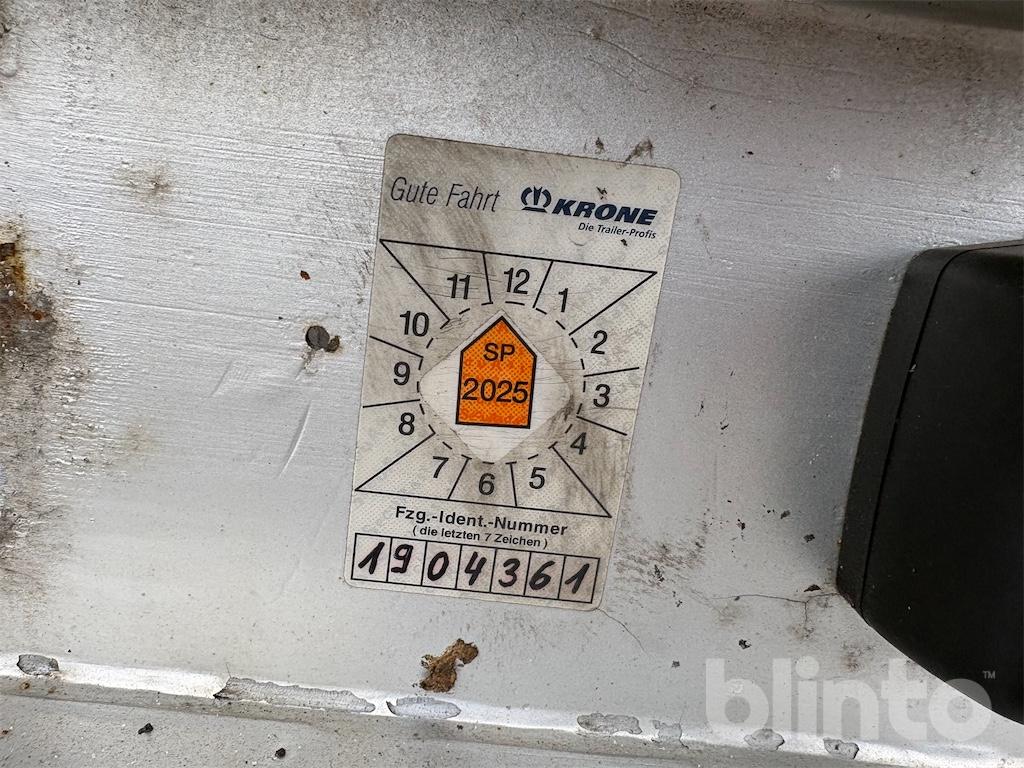 Gute Fahrt KRONE
Die Trailer-Profis
11 12 1
10 2
9 3
8 4
7 6 5
SP
2025
Fzg.-Ident.-Nummer
( die letzten 7 Zeichen )
1904361
blinto™